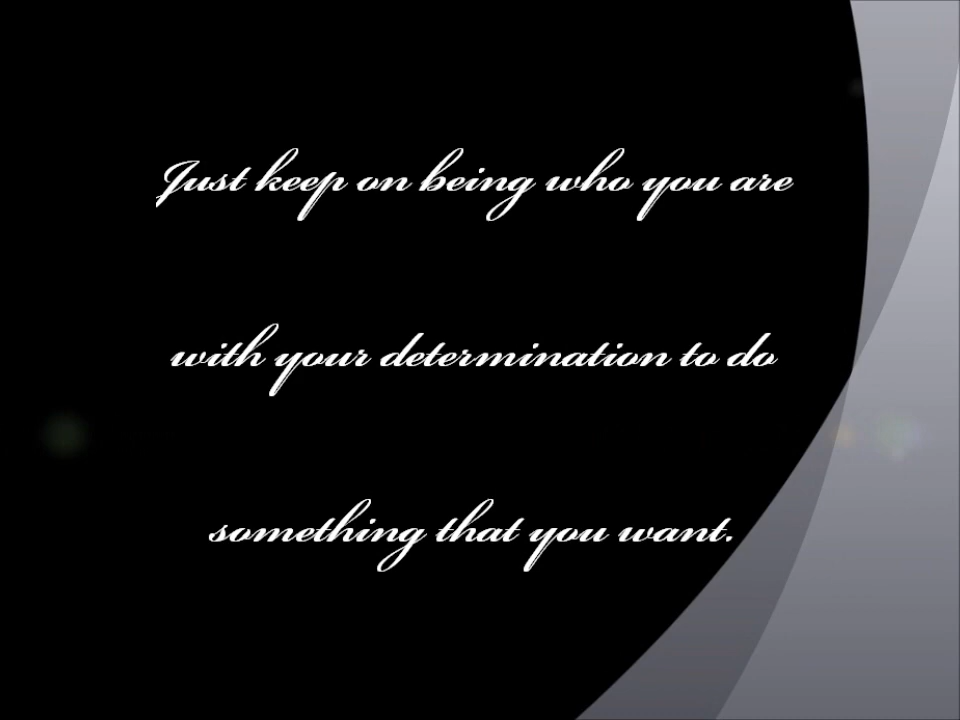 Just keep on being who you are
with your determination to do
something that you want.